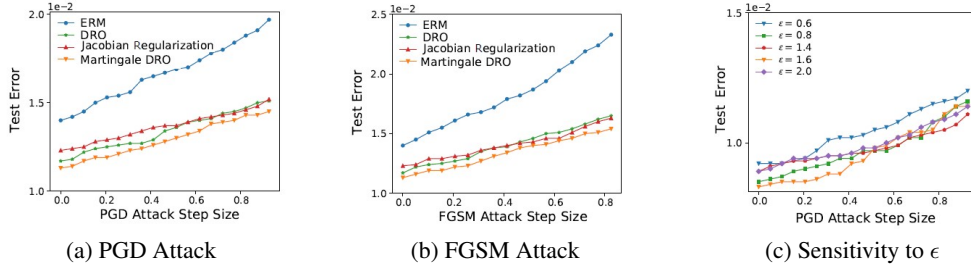 1e−2
2.0
1.5
1.0
Test Error
ERM
DRO
Jacobian Regularization
Martingale DRO
0.0 0.2 0.4 0.6 0.8
PGD Attack Step Size
(a) PGD Attack
1e−2
2.5
2.0
1.5
1.0
Test Error
ERM
DRO
Jacobian Regularization
Martingale DRO
0.0 0.2 0.4 0.6 0.8
FGSM Attack Step Size
(b) FGSM Attack
1e−2
1.5
1.0
Test Error
ε = 0.6
ε = 0.8
ε = 1.4
ε = 1.6
ε = 2.0
0.0 0.2 0.4 0.6 0.8
PGD Attack Step Size
(c) Sensitivity to ϵ